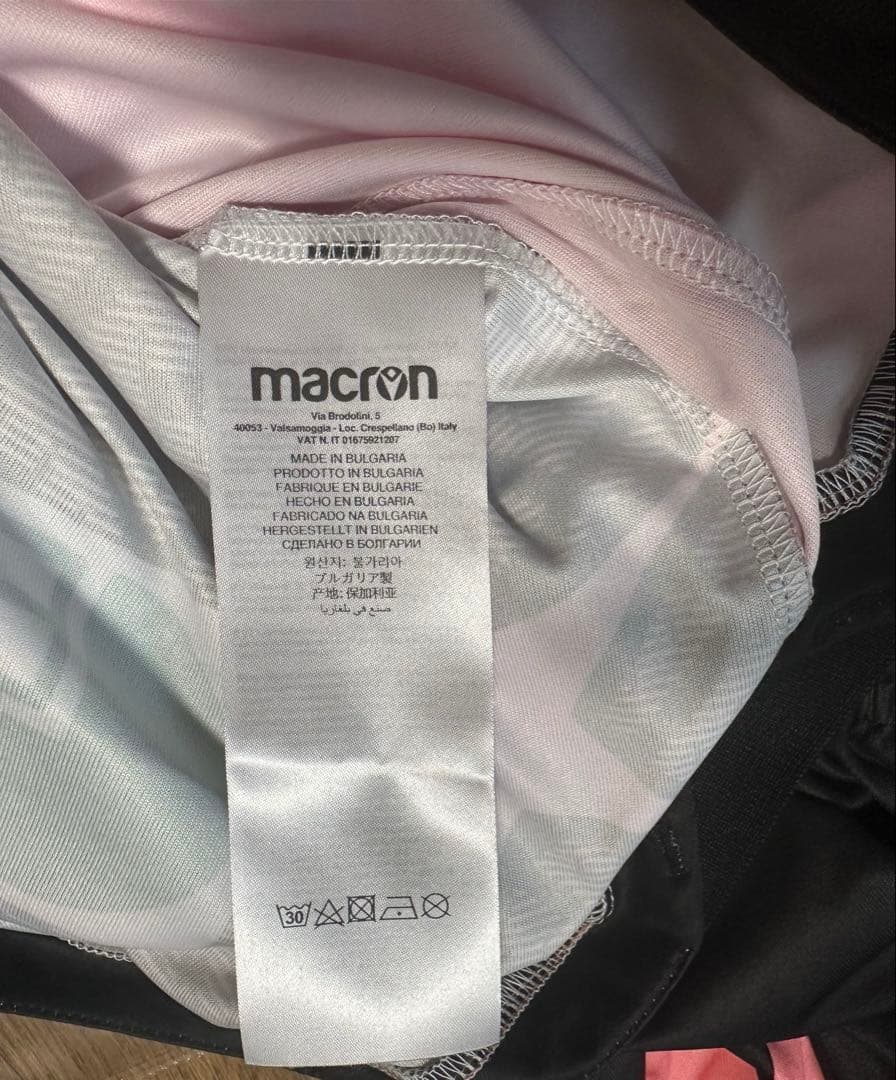 macron
Via Brodolini, 5
40053 - Valsamoggia - Loc. Crespellano (Bo) Italy
VAT N. IT 01675921207
MADE IN BULGARIA
PRODOTTO IN BULGARIA
FABRIQUE EN BULGARIE
HECHO EN BULGARIA
FABRICADO NA BULGARIA
HERGESTELLT IN BULGARIEN
СДЕЛАНО В БОЛГАРИИ
원산지: 불가리아
ブルガリア製
产地: 保加利亚
صنع في بلغاريا
30